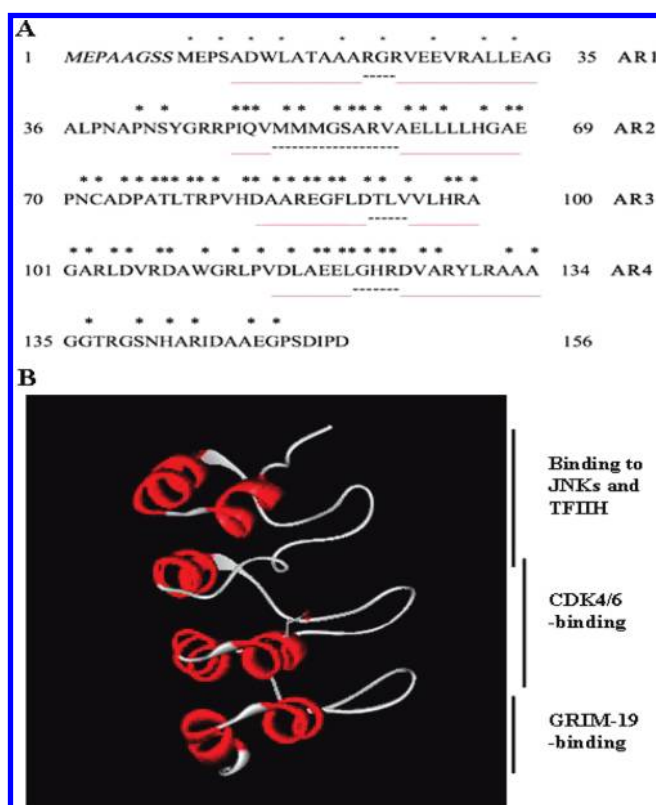 A
1 MEPAAGSS MEPSADWLATAAARGRVEEVRALLEAG 35 AR1
36 ALPNAPNSYGRRPIQVMMMGSARVAELLLLHGAE 69 AR2
70 PNCADPATLTRPVHDAAREGFLDTLVVLHRA 100 AR3
101 GARLDVRDAWGRLPVDLAEELGHRDVARYLRAAA 134 AR4
135 GGTRGSNHARIDAAEGPSDIPD 156
B
Binding to
JNKs and
TFIIH
CDK4/6
-binding
GRIM-19
-binding